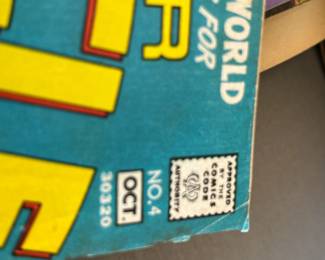 WORLD
FOR
R
APPROVED
BY THE
COMICS
CODE
AUTHORITY
NO. 4
OCT.
30320